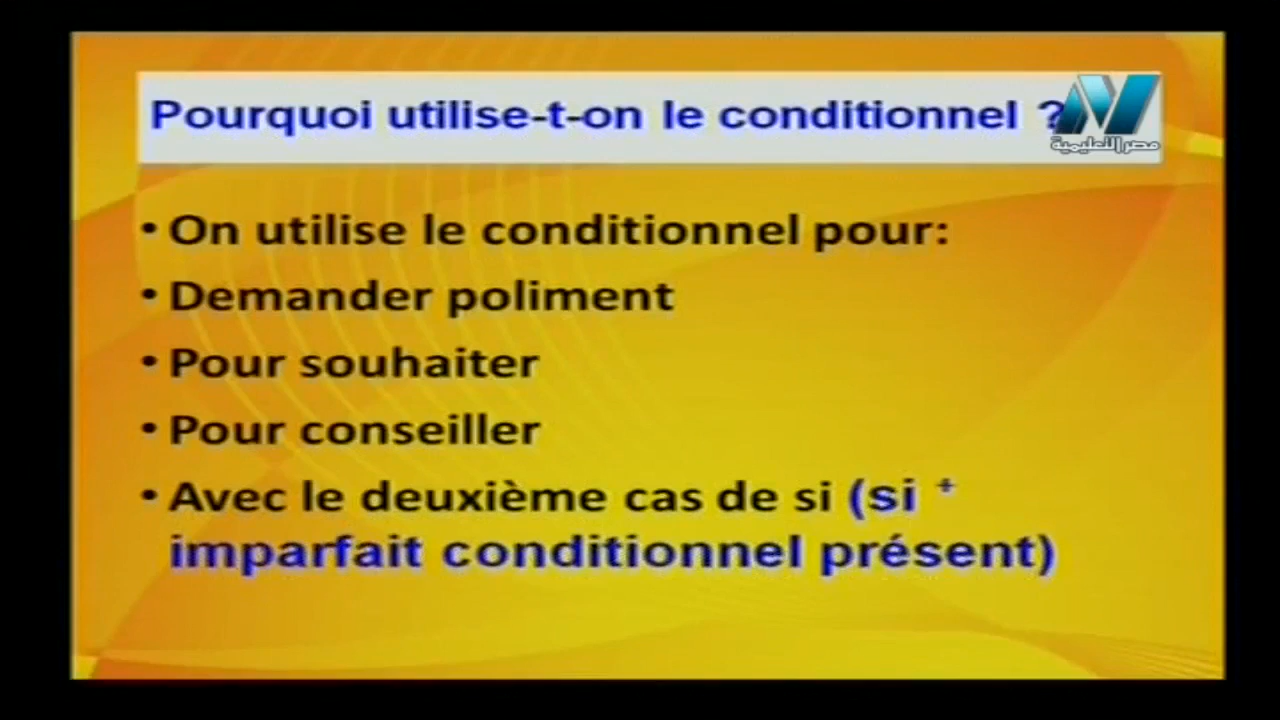 Pourquoi utilise-t-on le conditionnel ?
مصر التعليمية
• On utilise le conditionnel pour:
• Demander poliment
• Pour souhaiter
• Pour conseiller
• Avec le deuxième cas de si (si +
imparfait conditionnel présent)